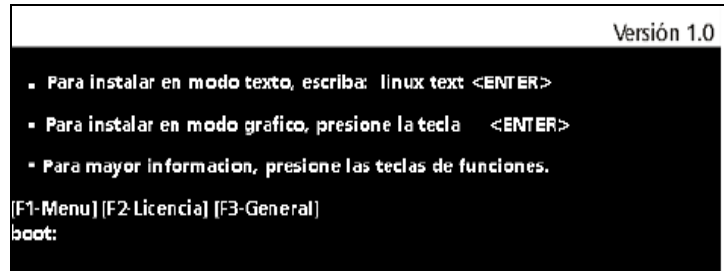 Versión 1.0
▪ Para instalar en modo texto, escriba: linux text <ENTER>
▪ Para instalar en modo grafico, presione la tecla <ENTER>
▪ Para mayor informacion, presione las teclas de funciones.
[F1-Menu] [F2-Licencia] [F3-General]
boot: